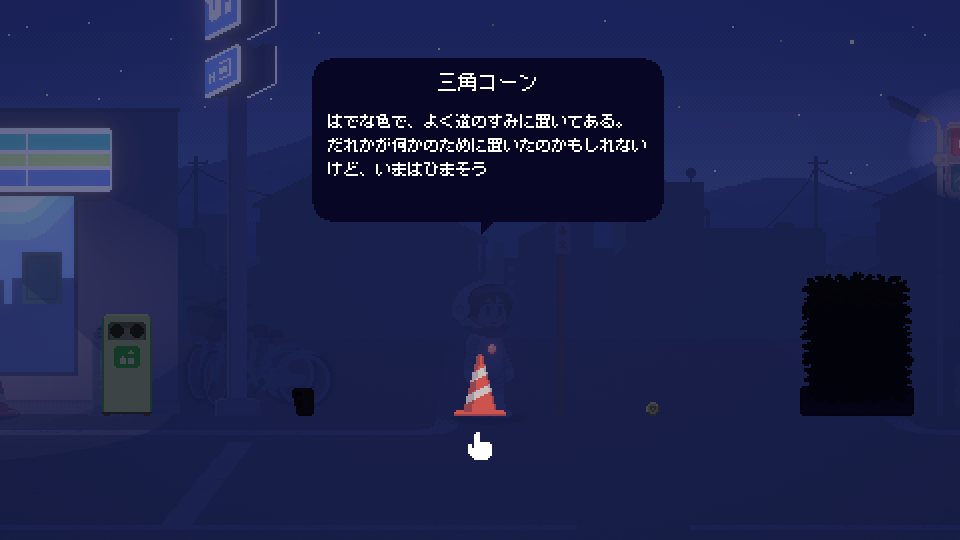 三角コーン
はでな色で、よく道のすみに置いてある。
だれかが何かのために置いたのかもしれない
けど、いまはひまそう